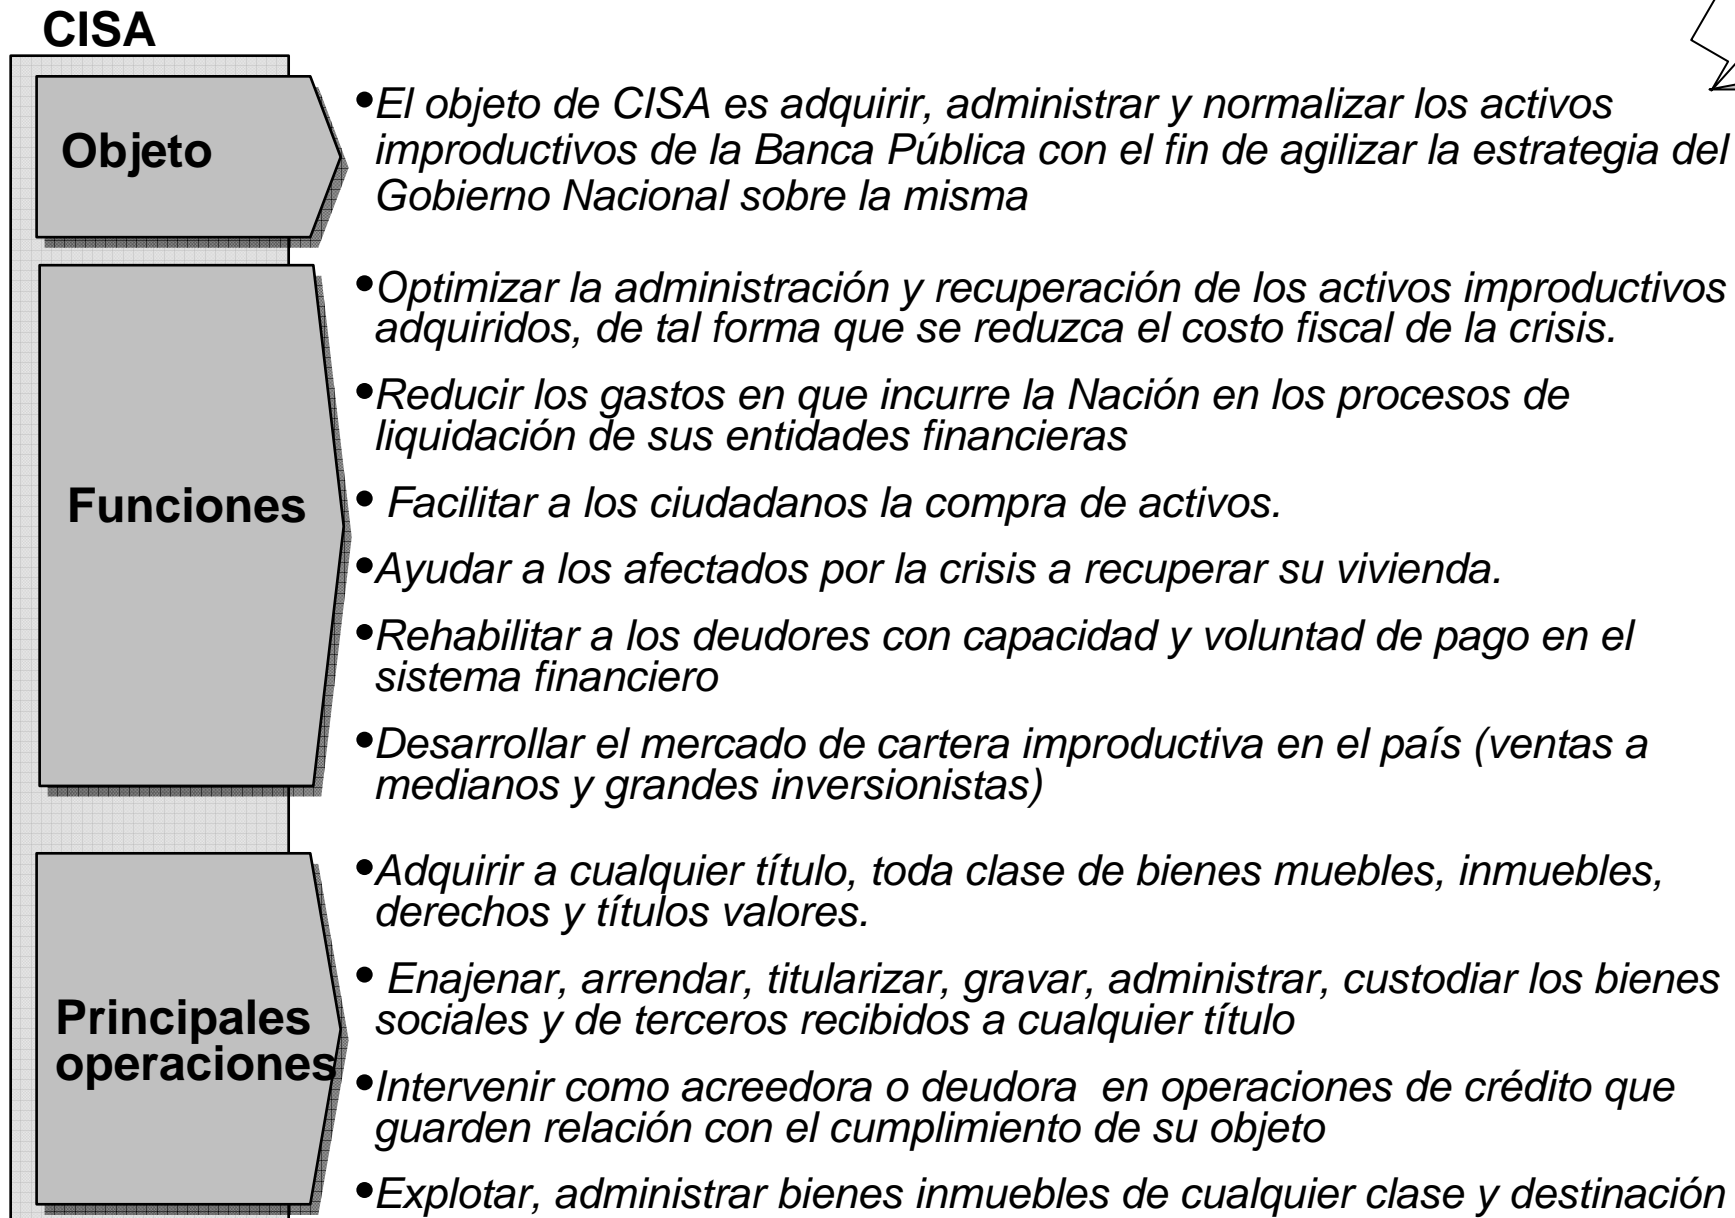 CISA
Objeto
•El objeto de CISA es adquirir, administrar y normalizar los activos
improductivos de la Banca Pública con el fin de agilizar la estrategia del
Gobierno Nacional sobre la misma
Funciones
•Optimizar la administración y recuperación de los activos improductivos
adquiridos, de tal forma que se reduzca el costo fiscal de la crisis.
•Reducir los gastos en que incurre la Nación en los procesos de
liquidación de sus entidades financieras
• Facilitar a los ciudadanos la compra de activos.
•Ayudar a los afectados por la crisis a recuperar su vivienda.
•Rehabilitar a los deudores con capacidad y voluntad de pago en el
sistema financiero
•Desarrollar el mercado de cartera improductiva en el país (ventas a
medianos y grandes inversionistas)
Principales
operaciones
•Adquirir a cualquier título, toda clase de bienes muebles, inmuebles,
derechos y títulos valores.
• Enajenar, arrendar, titularizar, gravar, administrar, custodiar los bienes
sociales y de terceros recibidos a cualquier título
•Intervenir como acreedora o deudora  en operaciones de crédito que
guarden relación con el cumplimiento de su objeto
•Explotar, administrar bienes inmuebles de cualquier clase y destinación